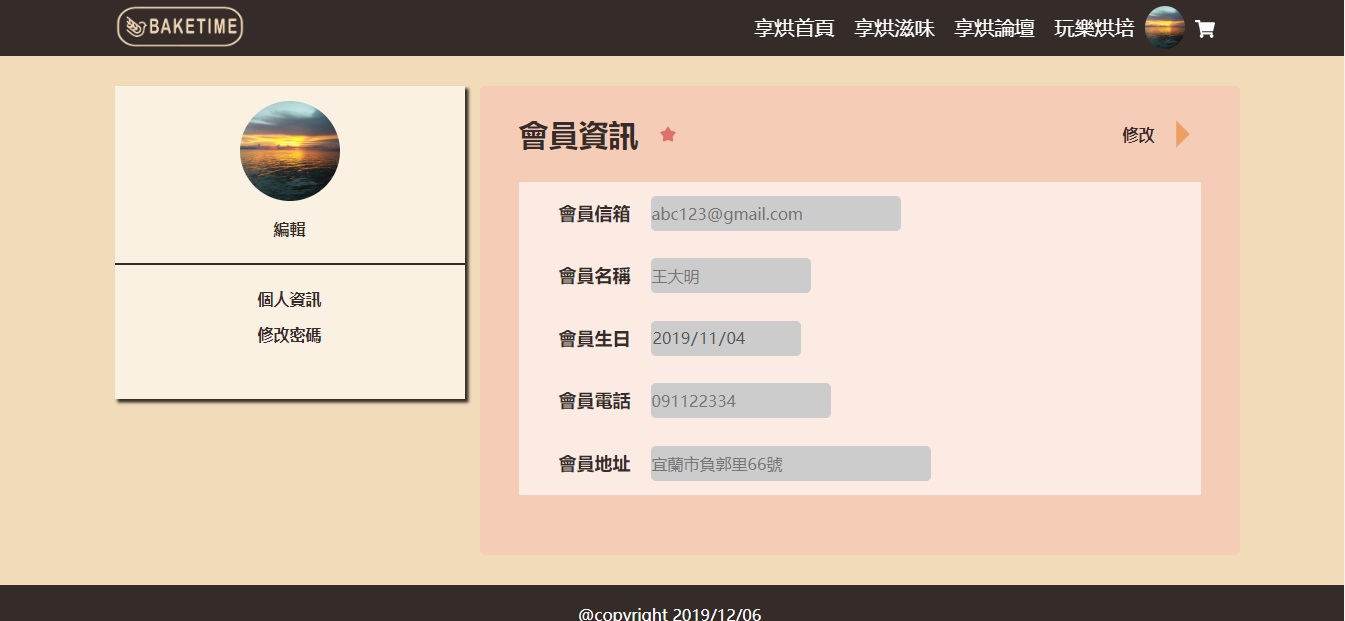 BAKETIME
享烘首頁 享烘滋味 享烘論壇 玩樂烘培
編輯
個人資訊
修改密碼
會員資訊
修改
會員信箱 abc123@gmail.com
會員名稱 王大明
會員生日 2019/11/04
會員電話 091122334
會員地址 宜蘭市負郭里66號
@copyright 2019/12/06